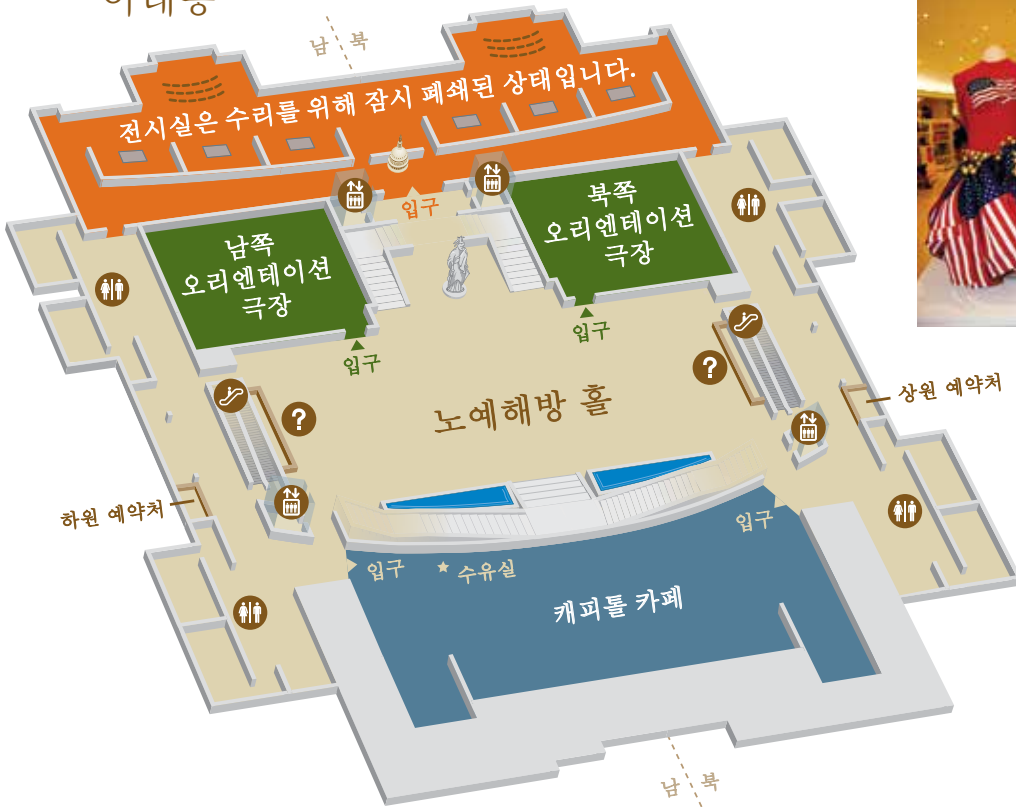 남 북
전시실은 수리를 위해 잠시 폐쇄된 상태입니다.
입구
남쪽
오리엔테이션
극장
북쪽
오리엔테이션
극장
입구
입구
?
?
노예해방 홀
상원 예약처
하원 예약처
입구
수유실
입구
캐피톨 카페
남 북